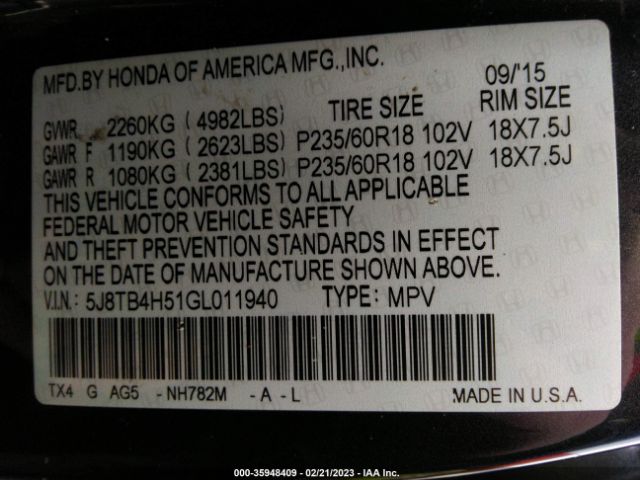 MFD.BY HONDA OF AMERICA MFG.,INC. 09/'15
GVWR 2260KG ( 4982LBS) TIRE SIZE RIM SIZE
GAWR F 1190KG ( 2623LBS) P235/60R18 102V 18X7.5J
GAWR R 1080KG ( 2381LBS) P235/60R18 102V 18X7.5J
THIS VEHICLE CONFORMS TO ALL APPLICABLE
FEDERAL MOTOR VEHICLE SAFETY
AND THEFT PREVENTION STANDARDS IN EFFECT
ON THE DATE OF MANUFACTURE SHOWN ABOVE.
V.I.N.: 5J8TB4H51GL011940 TYPE: MPV
TX4 G AG5 -NH782M -A-L MADE IN U.S.A.
000-35948409 - 02/21/2023 - IAA Inc.